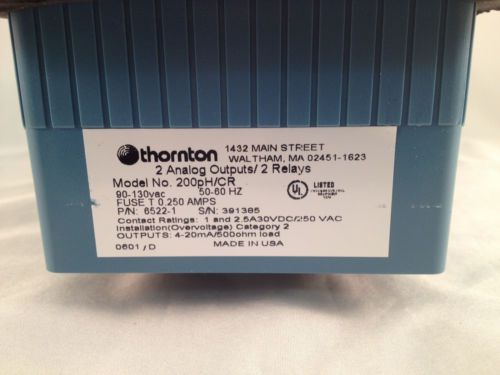 thornton
1432 MAIN STREET
WALTHAM, MA 02451-1623
2 Analog Outputs/ 2 Relays
Model No. 200pH/CR
90-130vac 50-60 HZ
FUSE T 0.250 AMPS
P/N: 6522-1 S/N: 391385
Contact Ratings: 1 and 2.5A30VDC/250 VAC
Installation(Overvoltage) Category 2
OUTPUTS: 4-20mA/500ohm load
0601 / D MADE IN USA
UL LISTED